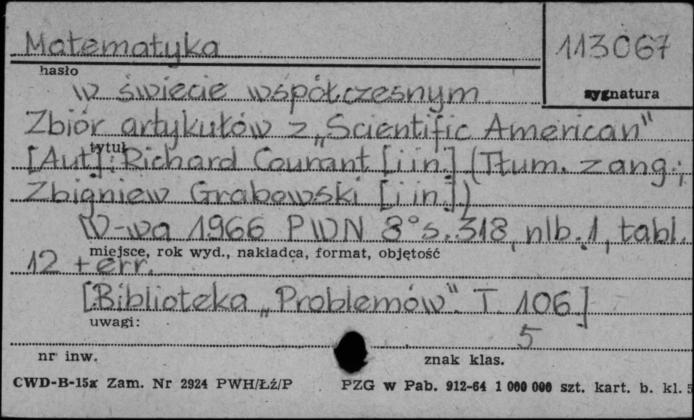 Matematyka
113067
hasło
sygnatura
w świecie współczesnym
Zbiór artykułów z „Scientific American"
tytuł
[Aut]: Richard Courant [i in.] (Tłum. z ang.;
Zbigniew Grabowski [i in.])
W-wa 1966 PWN 8° s. 318, nlb. 1, tabl.
miejsce, rok wyd., nakładca, format, objętość
12 + err.
[Biblioteka „Problemów". T. 106]
uwagi:
5
nr inw.
znak klas.
CWD-B-15a Zam. Nr 2924 PWH/Łź/P PZG w Pab. 912-64 1 000 000 szt. kart. b. kl. 5